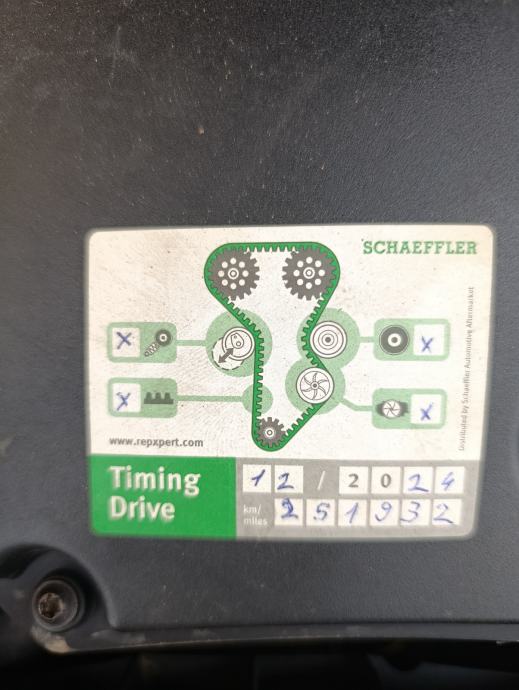 SCHAEFFLER
X
X
X
X
Distributed by Schaeffler Automotive Aftermarket
www.repxpert.com
Timing
Drive
12 / 2024
km/
miles
251932